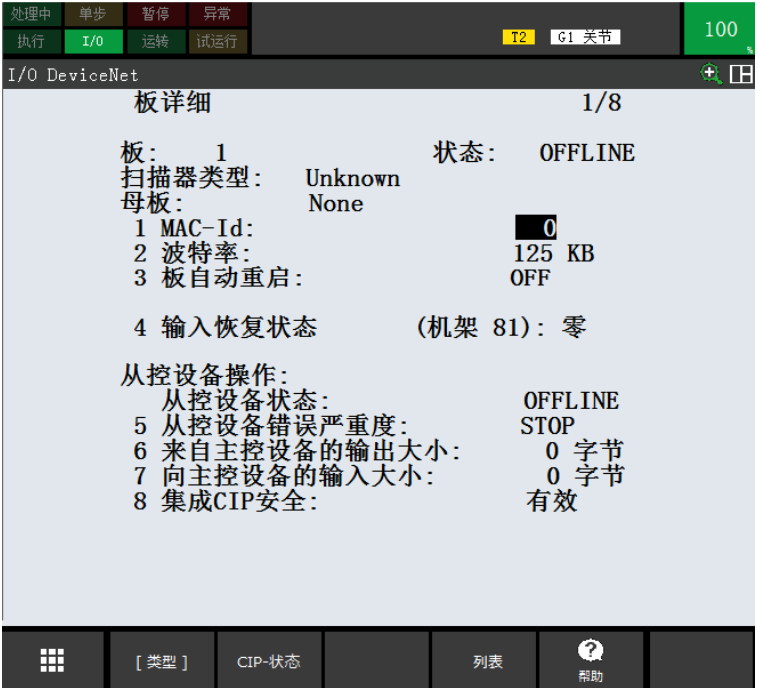 处理中 单步 暂停 异常
执行 I/O 运转 试运行 T2 G1 关节 100 %
I/O DeviceNet
板详细 1/8
板: 1 状态: OFFLINE
扫描器类型: Unknown
母板: None
1 MAC-Id: 0
2 波特率: 125 KB
3 板自动重启: OFF
4 输入恢复状态 (机架 81): 零
从控设备操作:
从控设备状态: OFFLINE
5 从控设备错误严重度: STOP
6 来自主控设备的输出大小: 0 字节
7 向主控设备的输入大小: 0 字节
8 集成CIP安全: 有效
[ 类型 ] CIP-状态 列表 帮助